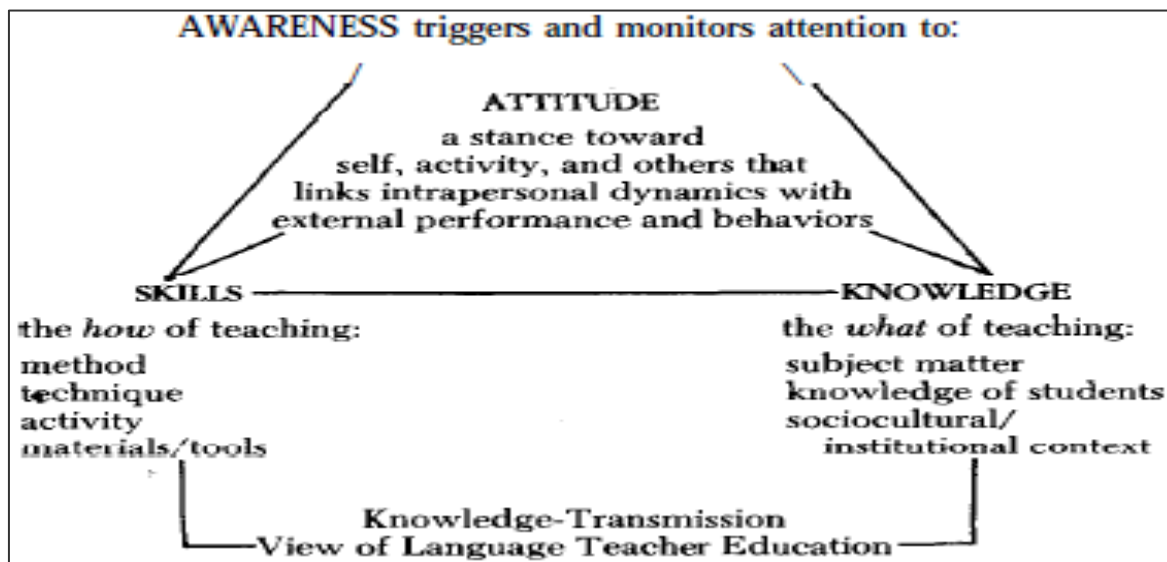 AWARENESS triggers and monitors attention to:
ATTITUDE
a stance toward
self, activity, and others that
links intrapersonal dynamics with
external performance and behaviors
SKILLS
the how of teaching:
method
technique
activity
materials/tools
KNOWLEDGE
the what of teaching:
subject matter
knowledge of students
sociocultural/
institutional context
Knowledge-Transmission
View of Language Teacher Education